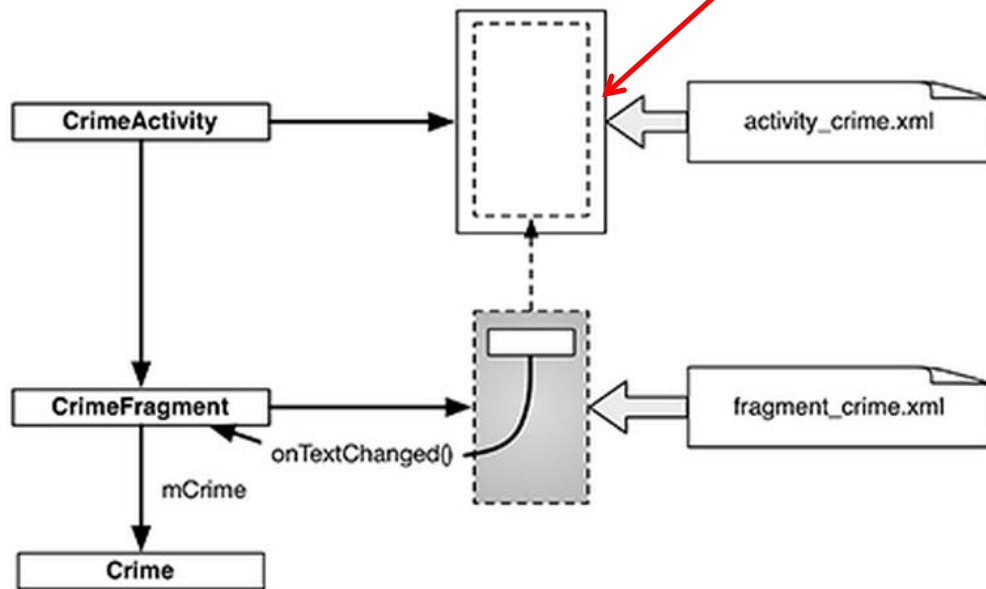 CrimeActivity
activity_crime.xml
CrimeFragment
fragment_crime.xml
onTextChanged()
mCrime
Crime